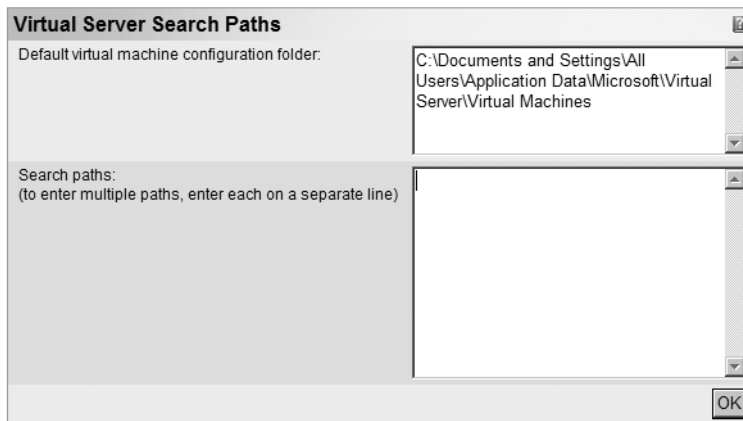 Virtual Server Search Paths
Default virtual machine configuration folder:
C:\Documents and Settings\All
Users\Application Data\Microsoft\Virtual
Server\Virtual Machines
Search paths:
(to enter multiple paths, enter each on a separate line)
OK